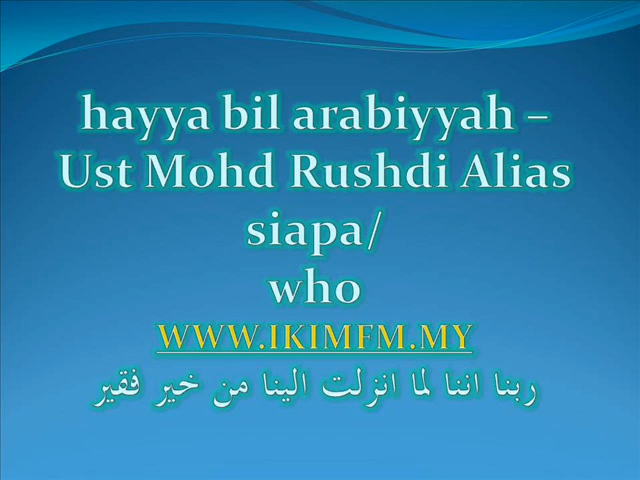 hayya bil arabiyyah –
Ust Mohd Rushdi Alias
siapa/
who
WWW.IKIMFM.MY
ربنا اننا لما انزلت الينا من خير فقير